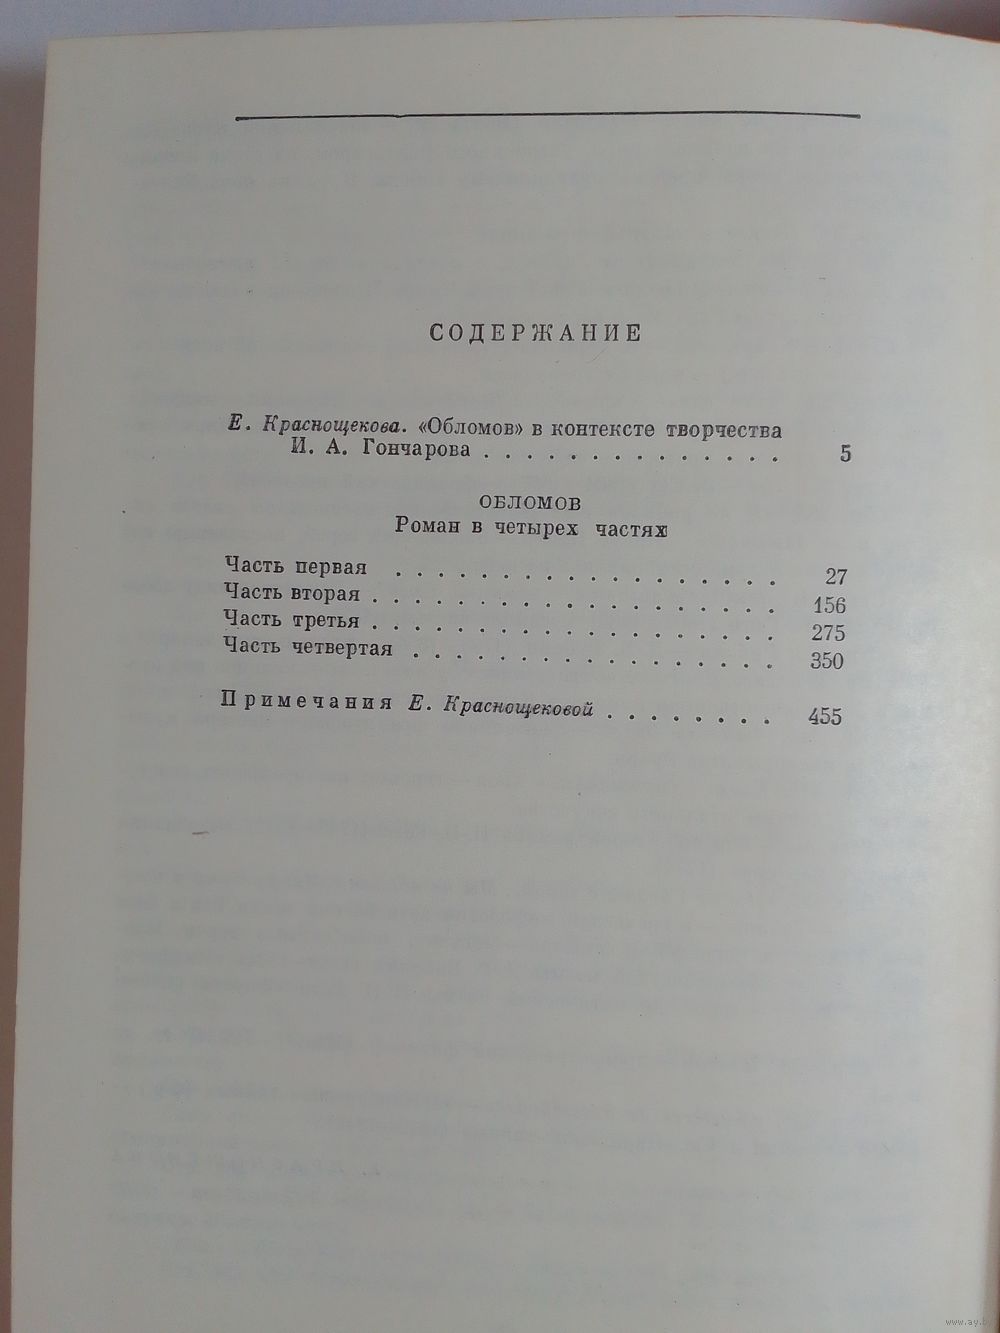 СОДЕРЖАНИЕ
Е. Краснощекова. «Обломов» в контексте творчества
И. А. Гончарова . . . . . . . . . . . . . . 5
ОБЛОМОВ
Роман в четырех частях
Часть первая . . . . . . . . . . . . . . . . . 27
Часть вторая . . . . . . . . . . . . . . . . . . 156
Часть третья . . . . . . . . . . . . . . . . . . 275
Часть четвертая . . . . . . . . . . . . . . . . 350
Примечания Е. Краснощековой . . . . . . . . 455